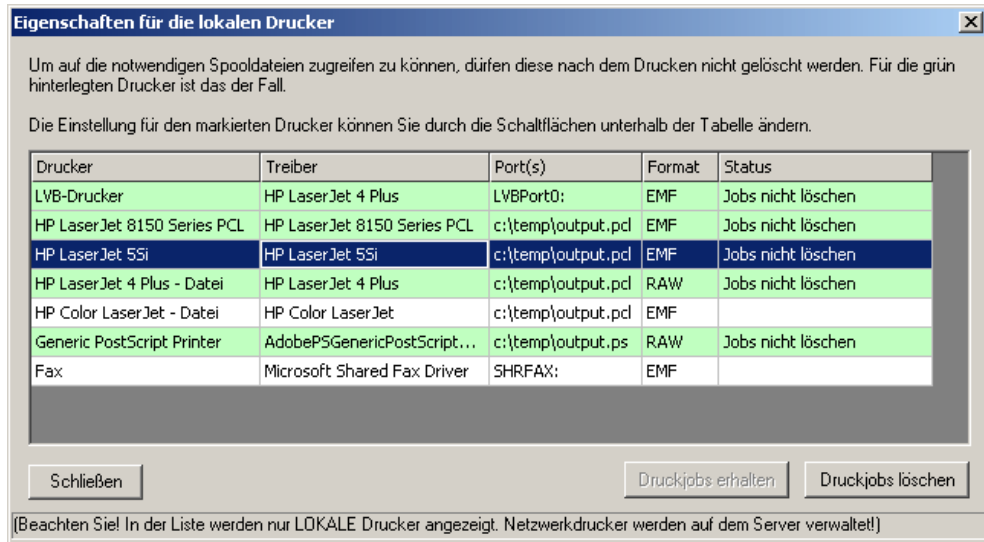 Eigenschaften für die lokalen Drucker
Um auf die notwendigen Spooldateien zugreifen zu können, dürfen diese nach dem Drucken nicht gelöscht werden. Für die grün
hinterlegten Drucker ist das der Fall.
Die Einstellung für den markierten Drucker können Sie durch die Schaltflächen unterhalb der Tabelle ändern.
Drucker Treiber Port(s) Format Status
LVB-Drucker HP LaserJet 4 Plus LVBPort0: EMF Jobs nicht löschen
HP LaserJet 8150 Series PCL HP LaserJet 8150 Series PCL c:\temp\output.pcl EMF Jobs nicht löschen
HP LaserJet 5Si HP LaserJet 5Si c:\temp\output.pcl EMF Jobs nicht löschen
HP LaserJet 4 Plus - Datei HP LaserJet 4 Plus c:\temp\output.pcl RAW Jobs nicht löschen
HP Color LaserJet - Datei HP Color LaserJet c:\temp\output.pcl EMF
Generic PostScript Printer AdobePSGenericPostScript... c:\temp\output.ps RAW Jobs nicht löschen
Fax Microsoft Shared Fax Driver SHRFAX: EMF
Schließen Druckjobs erhalten Druckjobs löschen
(Beachten Sie! In der Liste werden nur LOKALE Drucker angezeigt. Netzwerkdrucker werden auf dem Server verwaltet!)